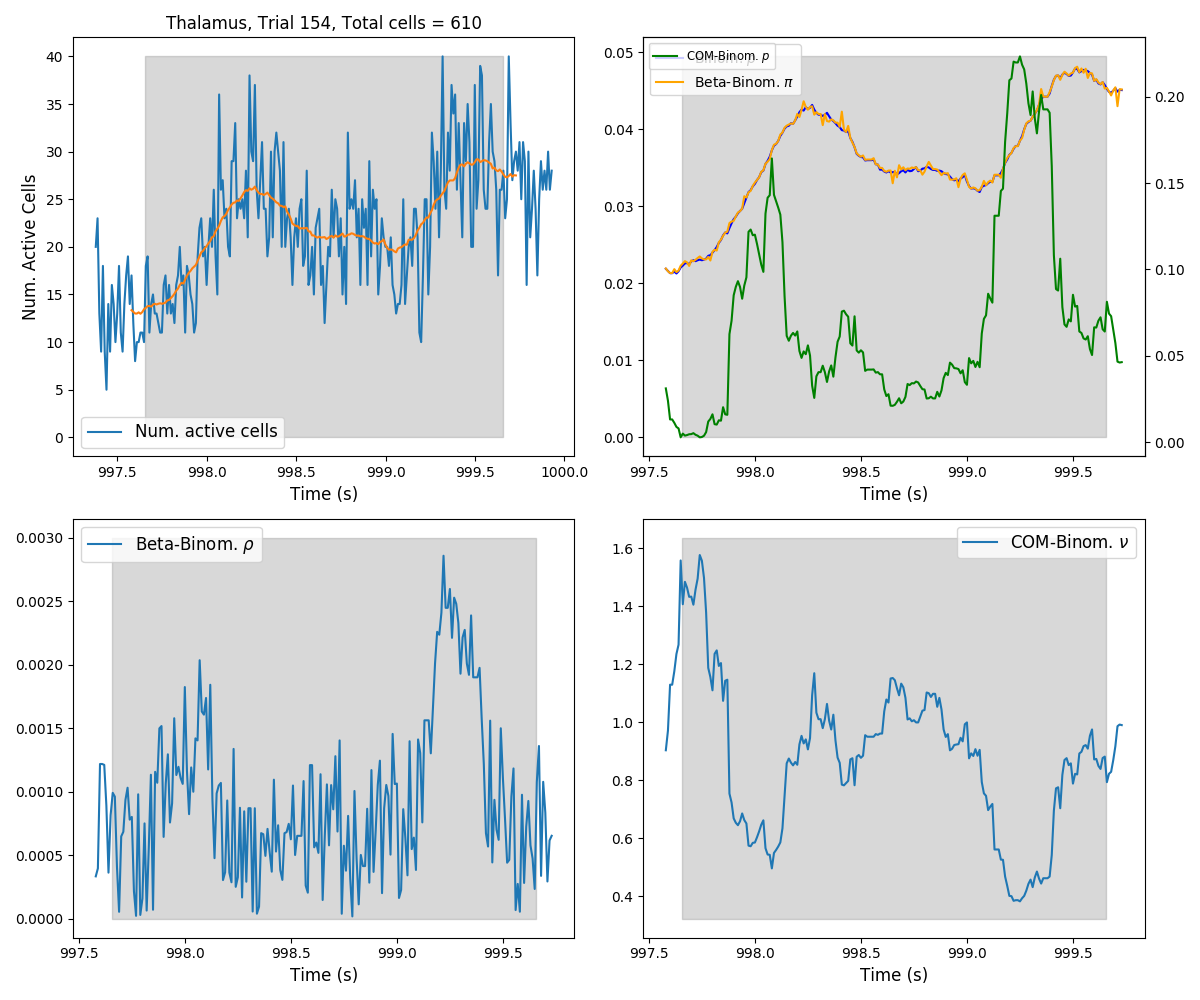 Thalamus, Trial 154, Total cells = 610
Num. Active Cells
40
35
30
25
20
15
10
5
0
Num. active cells
997.5 998.0 998.5 999.0 999.5 1000.0
Time (s)
COM-Binom. p
Binom. p
Beta-Binom. π
0.05
0.04
0.03
0.02
0.01
0.00
0.20
0.15
0.10
0.05
0.00
997.5 998.0 998.5 999.0 999.5
Time (s)
Beta-Binom. ρ
0.0030
0.0025
0.0020
0.0015
0.0010
0.0005
0.0000
997.5 998.0 998.5 999.0 999.5
Time (s)
COM-Binom. ν
1.6
1.4
1.2
1.0
0.8
0.6
0.4
997.5 998.0 998.5 999.0 999.5
Time (s)